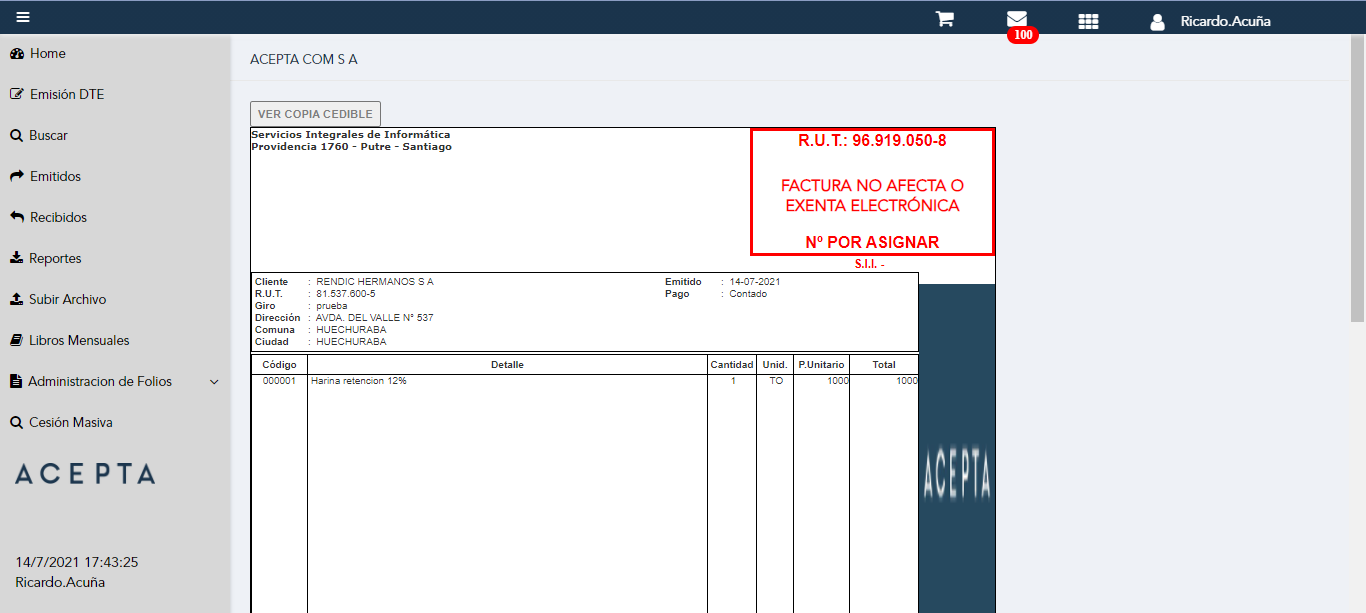 Ricardo.Acuña
100
Home
Emisión DTE
Buscar
Emitidos
Recibidos
Reportes
Subir Archivo
Libros Mensuales
Administracion de Folios
Cesión Masiva
ACEPTA
14/7/2021 17:43:25
Ricardo.Acuña
ACEPTA COM S A
VER COPIA CEDIBLE
Servicios Integrales de Informática
Providencia 1760 - Putre - Santiago
R.U.T.: 96.919.050-8
FACTURA NO AFECTA O
EXENTA ELECTRÓNICA
Nº POR ASIGNAR
S.I.I. -
Cliente : RENDIC HERMANOS S A Emitido : 14-07-2021
R.U.T. : 81.537.600-5 Pago : Contado
Giro : prueba
Dirección : AVDA. DEL VALLE N° 537
Comuna : HUECHURABA
Ciudad : HUECHURABA
Código Detalle Cantidad Unid. P.Unitario Total
000001 Harina retencion 12% 1 TO 1000 1000
ACEPTA